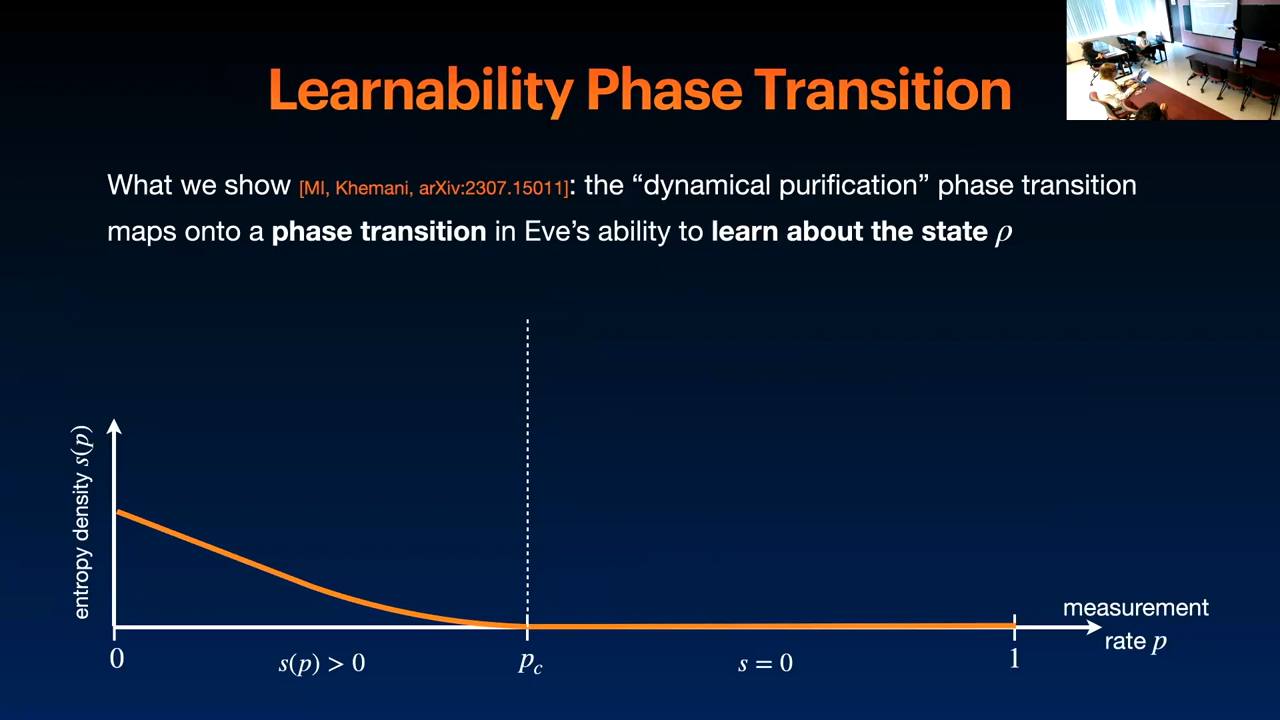 Learnability Phase Transition
What we show [MI, Khemani, arXiv:2307.15011]: the “dynamical purification” phase transition
maps onto a phase transition in Eve’s ability to learn about the state ρ
entropy density s(p)
measurement
rate p
0
s(p) > 0
p_c
s = 0
1